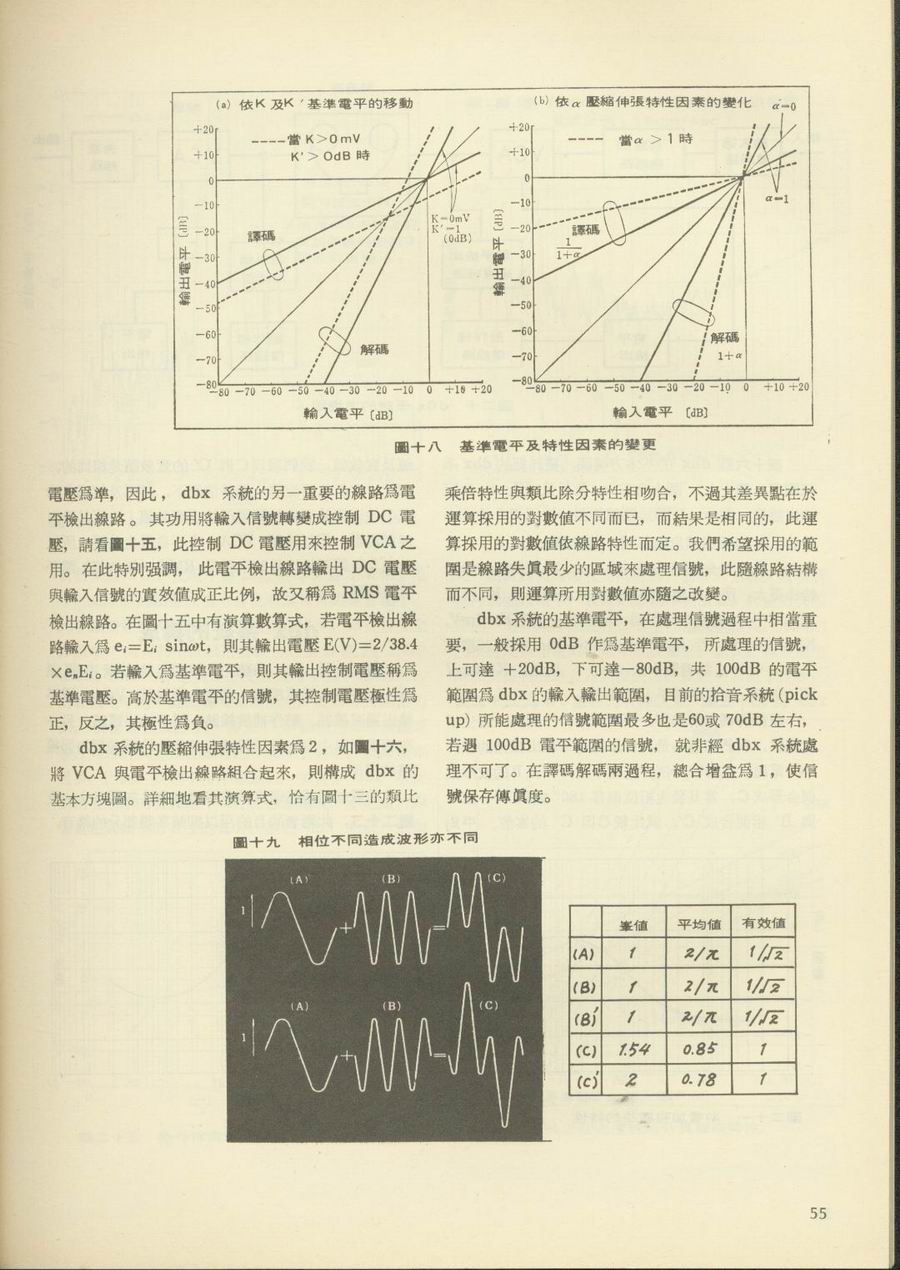 (a) 依K 及K′基準電平的移動
----當 K>0mV
K′> 0dB 時
+20
+10
0
-10
-20
-30
-40
-50
-60
-70
-80
輸出電平 [dB]
譯碼
解碼
K=0mV
K′=1
(0dB)
-80 -70 -60 -50 -40 -30 -20 -10 0 +10 +20
輸入電平 [dB]
(b) 依α 壓縮伸張特性因素的變化
---- 當α > 1 時
α=0
α=1
+20
+10
0
-10
-20
-30
-40
-50
-60
-70
-80
輸出電平 [dB]
譯碼
1/1+α
解碼
1+α
-80 -70 -60 -50 -40 -30 -20 -10 0 +10 +20
輸入電平 [dB]
圖十八 基準電平及特性因素的變更
電壓爲準，因此， dbx 系統的另一重要的線路爲電
平檢出線路。其功用將輸入信號轉變成控制 DC 電
壓，請看圖十五，此控制 DC 電壓用來控制 VCA 之
用。在此特別强調， 此電平檢出線路輸出 DC 電壓
與輸入信號的實效值成正比例，故又稱爲 RMS 電平
檢出線路。在圖十五中有演算數算式，若電平檢出線
路輸入爲 eᵢ=Eᵢ sinωt，則其輸出電壓 E(V)=2/38.4
×eₙEᵢ。若輸入爲基準電平，則其輸出控制電壓稱爲
基準電壓。高於基準電平的信號，其控制電壓極性爲
正，反之，其極性爲負。
dbx 系統的壓縮伸張特性因素爲2，如圖十六，
將 VCA 與電平檢出線路組合起來，則構成 dbx 的
基本方塊圖。詳細地看其演算式，恰有圖十三的類比
乘倍特性與類比除分特性相吻合，不過其差異點在於
運算採用的對數値不同而已，而結果是相同的，此運
算採用的對數値依線路特性而定。我們希望採用的範
圍是線路失眞最少的區域來處理信號，此隨線路結構
而不同，則運算所用對數値亦隨之改變。
dbx 系統的基準電平，在處理信號過程中相當重
要，一般採用 0dB 作爲基準電平， 所處理的信號，
上可達 +20dB，下可達−80dB，共 100dB 的電平
範圍爲 dbx 的輸入輸出範圍，目前的拾音系統(pick
up) 所能處理的信號範圍最多也是60或 70dB 左右，
若遇 100dB 電平範圍的信號， 就非經 dbx 系統處
理不可了。在譯碼解碼兩過程，總合增益爲1，使信
號保存傳眞度。
圖十九 相位不同造成波形亦不同
(A) (B) (C)
1 + =
(A) (B) (C)
1 + =
峯値 平均値 有效値
(A) 1 2/π 1/√2
(B) 1 2/π 1/√2
(B)′ 1 2/π 1/√2
(C) 1.54 0.85 1
(C)′ 2 0.78 1
55